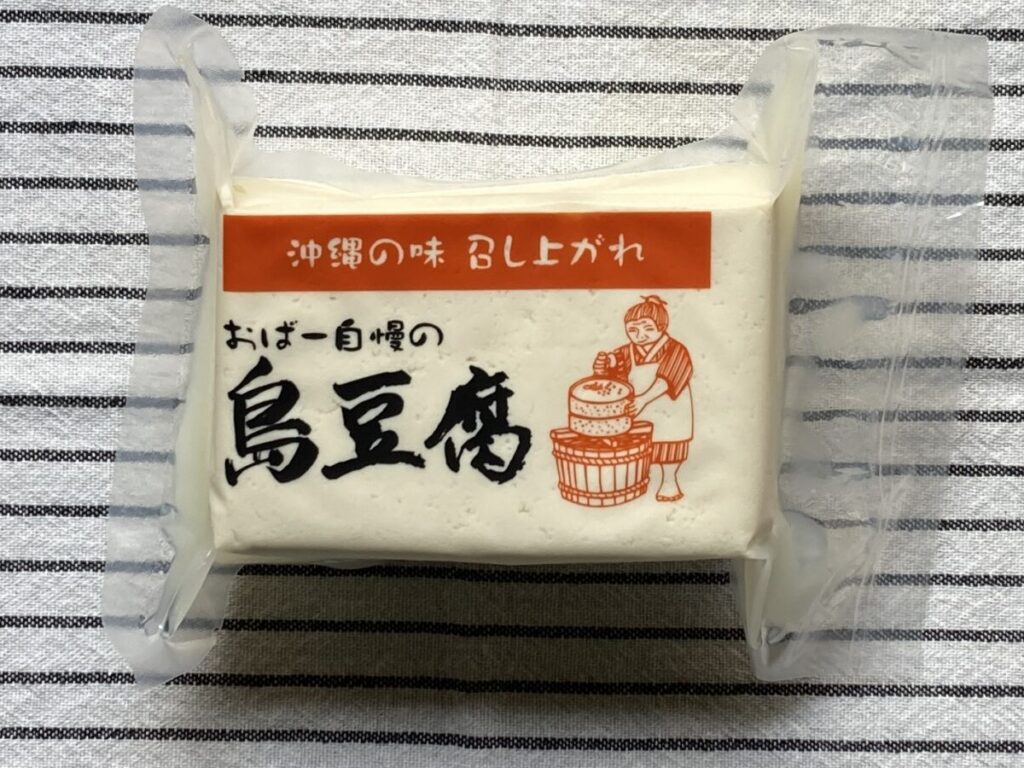 沖縄の味 召し上がれ
おばー自慢の
島豆腐